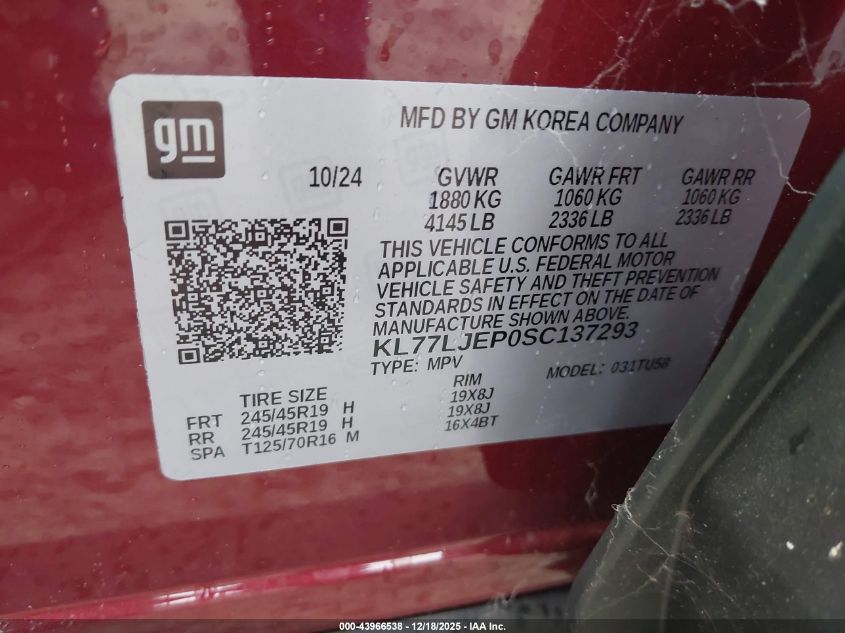 gm
MFD BY GM KOREA COMPANY
10/24 GVWR GAWR FRT GAWR RR
1880 KG 1060 KG 1060 KG
4145 LB 2336 LB 2336 LB
THIS VEHICLE CONFORMS TO ALL
APPLICABLE U.S. FEDERAL MOTOR
VEHICLE SAFETY AND THEFT PREVENTION
STANDARDS IN EFFECT ON THE DATE OF
MANUFACTURE SHOWN ABOVE.
KL77LJEP0SC137293
TYPE: MPV MODEL: 031TU58
TIRE SIZE RIM
FRT 245/45R19 H 19X8J
RR 245/45R19 H 19X8J
SPA T125/70R16 M 16X4BT
000-43966538 - 12/18/2025 - IAA Inc.